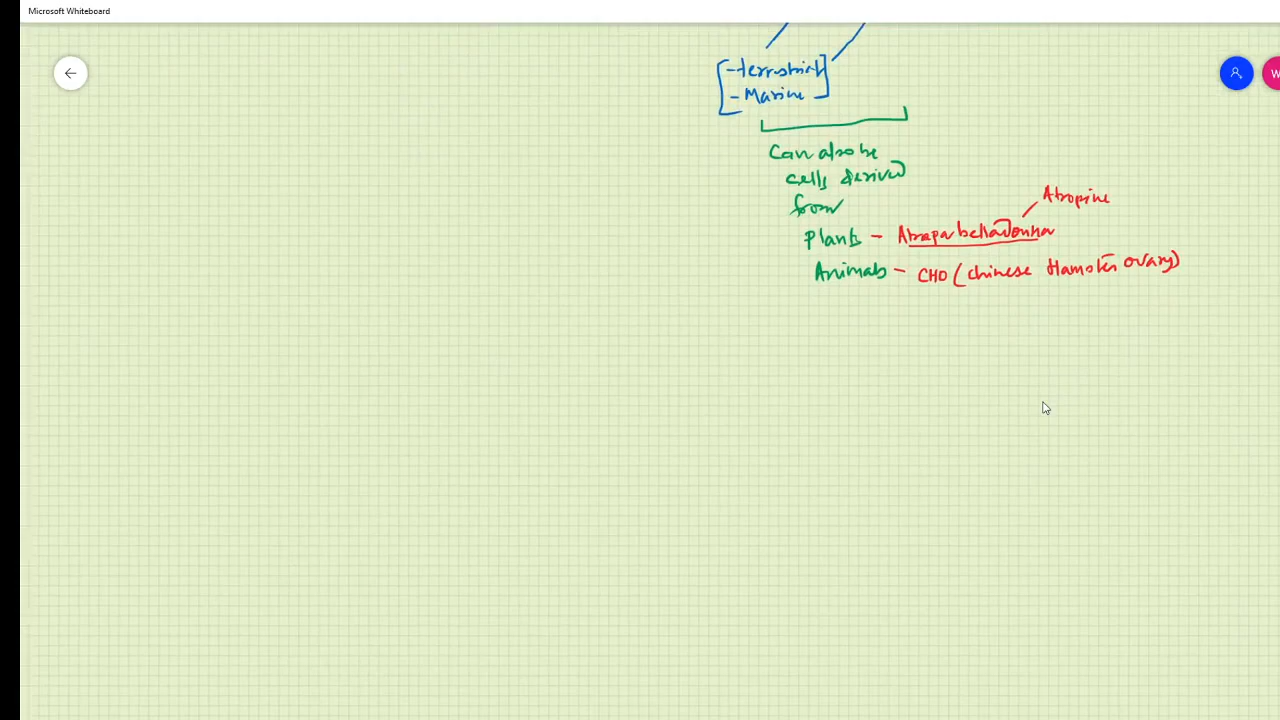 Microsoft Whiteboard
W
- terrestrial
- Marine
Can also be
cells derived
from
Atropine
Plants - Atropa belladonna
Animals - CHO (Chinese Hamster ovary)